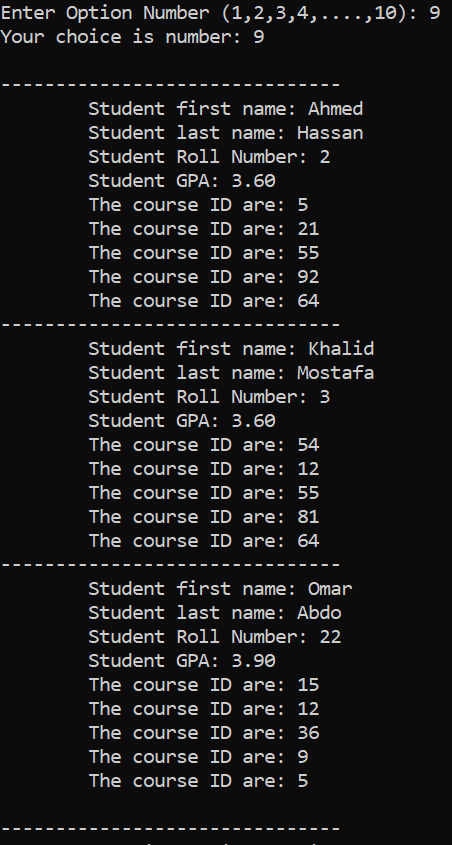 Enter Option Number (1,2,3,4,....,10): 9
Your choice is number: 9
-------------------------------
Student first name: Ahmed
Student last name: Hassan
Student Roll Number: 2
Student GPA: 3.60
The course ID are: 5
The course ID are: 21
The course ID are: 55
The course ID are: 92
The course ID are: 64
-------------------------------
Student first name: Khalid
Student last name: Mostafa
Student Roll Number: 3
Student GPA: 3.60
The course ID are: 54
The course ID are: 12
The course ID are: 55
The course ID are: 81
The course ID are: 64
-------------------------------
Student first name: Omar
Student last name: Abdo
Student Roll Number: 22
Student GPA: 3.90
The course ID are: 15
The course ID are: 12
The course ID are: 36
The course ID are: 9
The course ID are: 5
-------------------------------